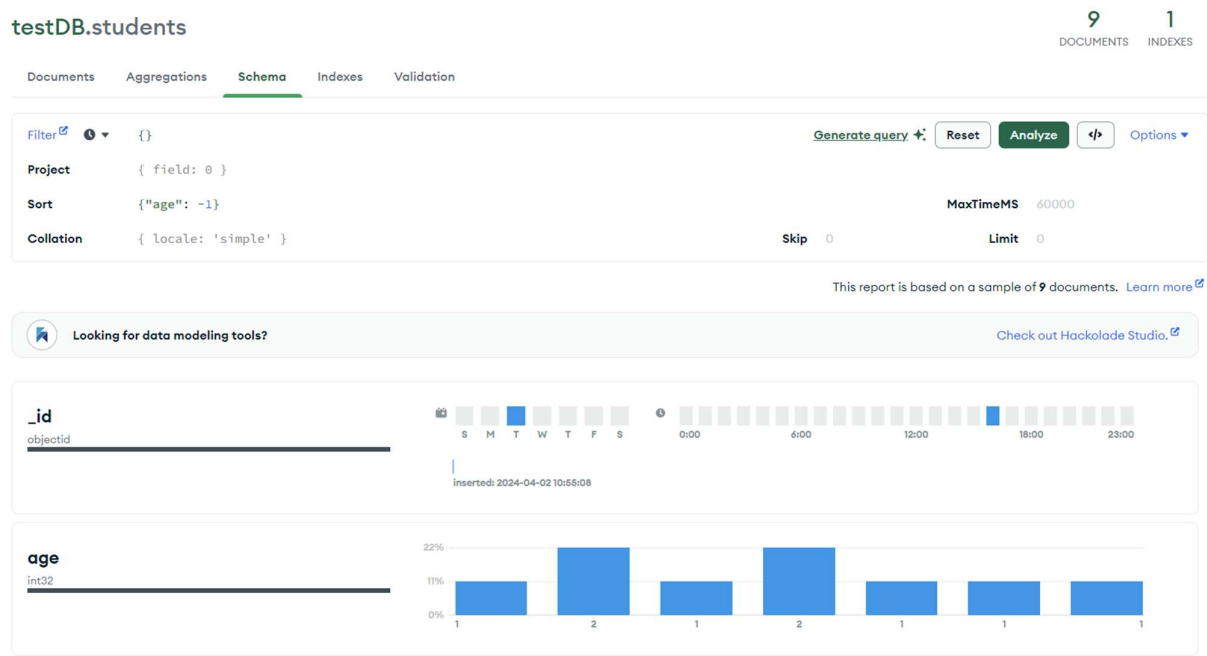 testDB.students
9
DOCUMENTS
1
INDEXES
Documents Aggregations Schema Indexes Validation
Filter {} Generate query Reset Analyze </> Options
Project { field: 0 }
Sort {"age": -1} MaxTimeMS 60000
Collation { locale: 'simple' } Skip 0 Limit 0
This report is based on a sample of 9 documents. Learn more
Looking for data modeling tools? Check out Hackolade Studio.
_id
objectid
S M T W T F S
0:00 6:00 12:00 18:00 23:00
inserted: 2024-04-02 10:55:08
age
int32
22%
11%
0%
1 2 1 2 1 1 1